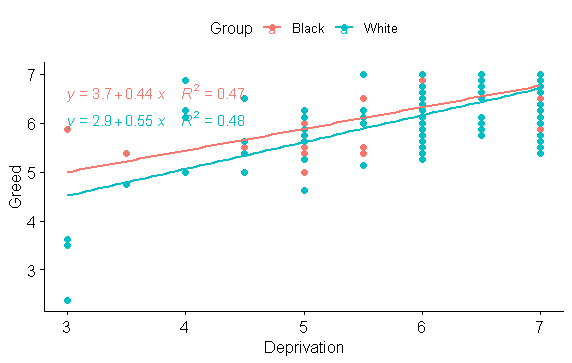 Group Black White
7
y = 3.7 + 0.44 x R² = 0.47
6
y = 2.9 + 0.55 x R² = 0.48
5
Greed
4
3
3 4 5 6 7
Deprivation